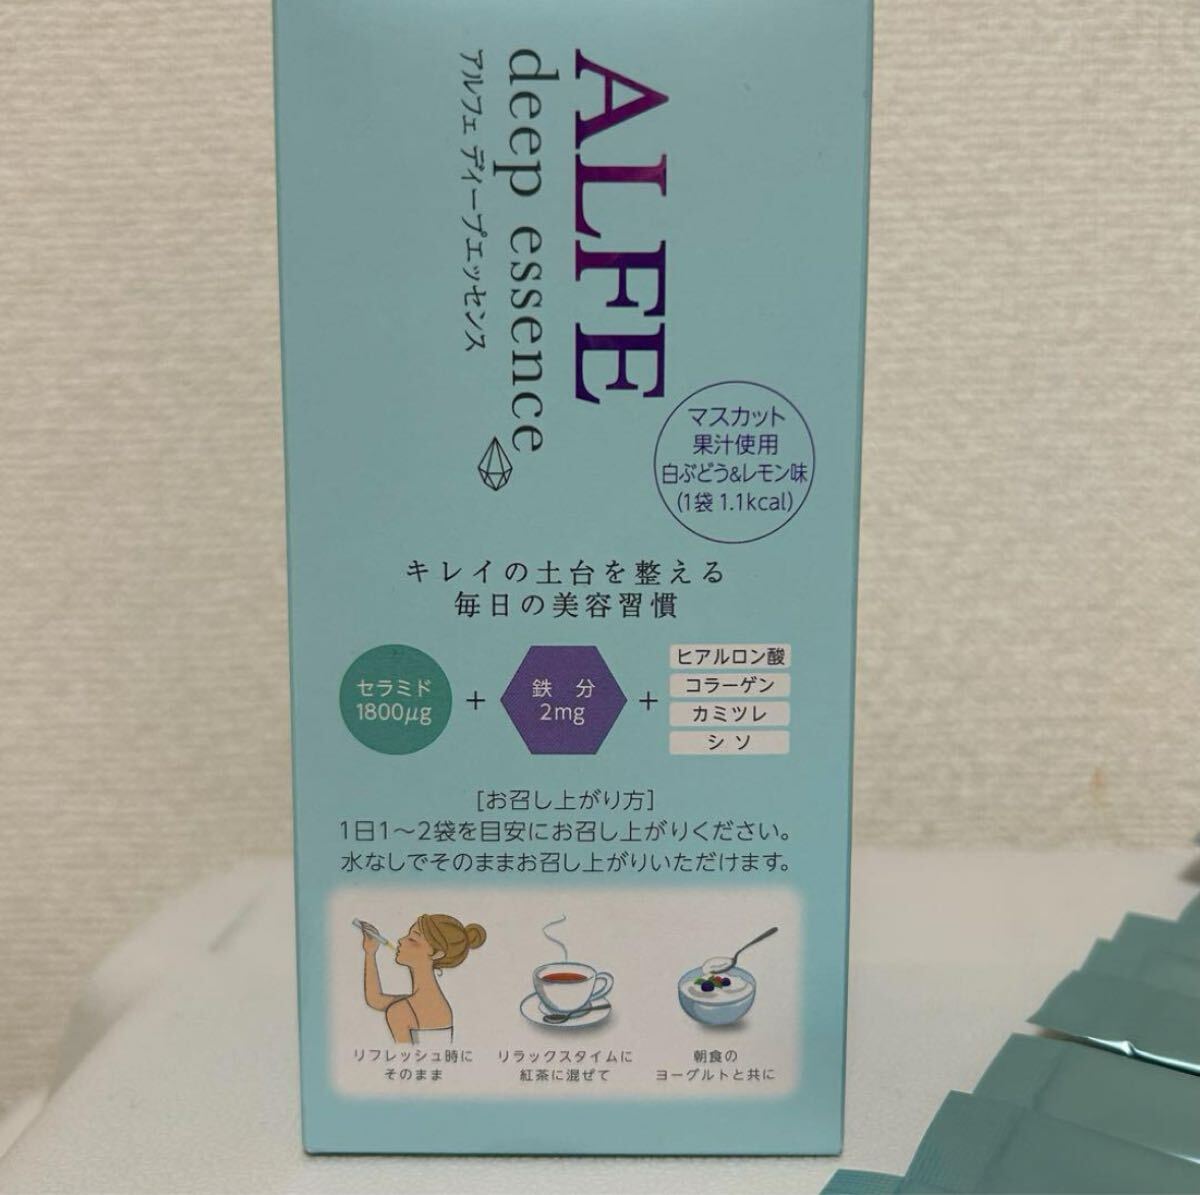 ALFE
deep essence
アルフェ ディープエッセンス
マスカット
果汁使用
白ぶどう&レモン味
(1袋 1.1kcal)
キレイの土台を整える
毎日の美容習慣
セラミド
1800μg
+
鉄 分
2mg
+
ヒアルロン酸
コラーゲン
カミツレ
シソ
[お召し上がり方]
1日1〜2袋を目安にお召し上がりください。
水なしでそのままお召し上がりいただけます。
リフレッシュ時に
そのまま
リラックスタイムに
紅茶に混ぜて
朝食の
ヨーグルトと共に